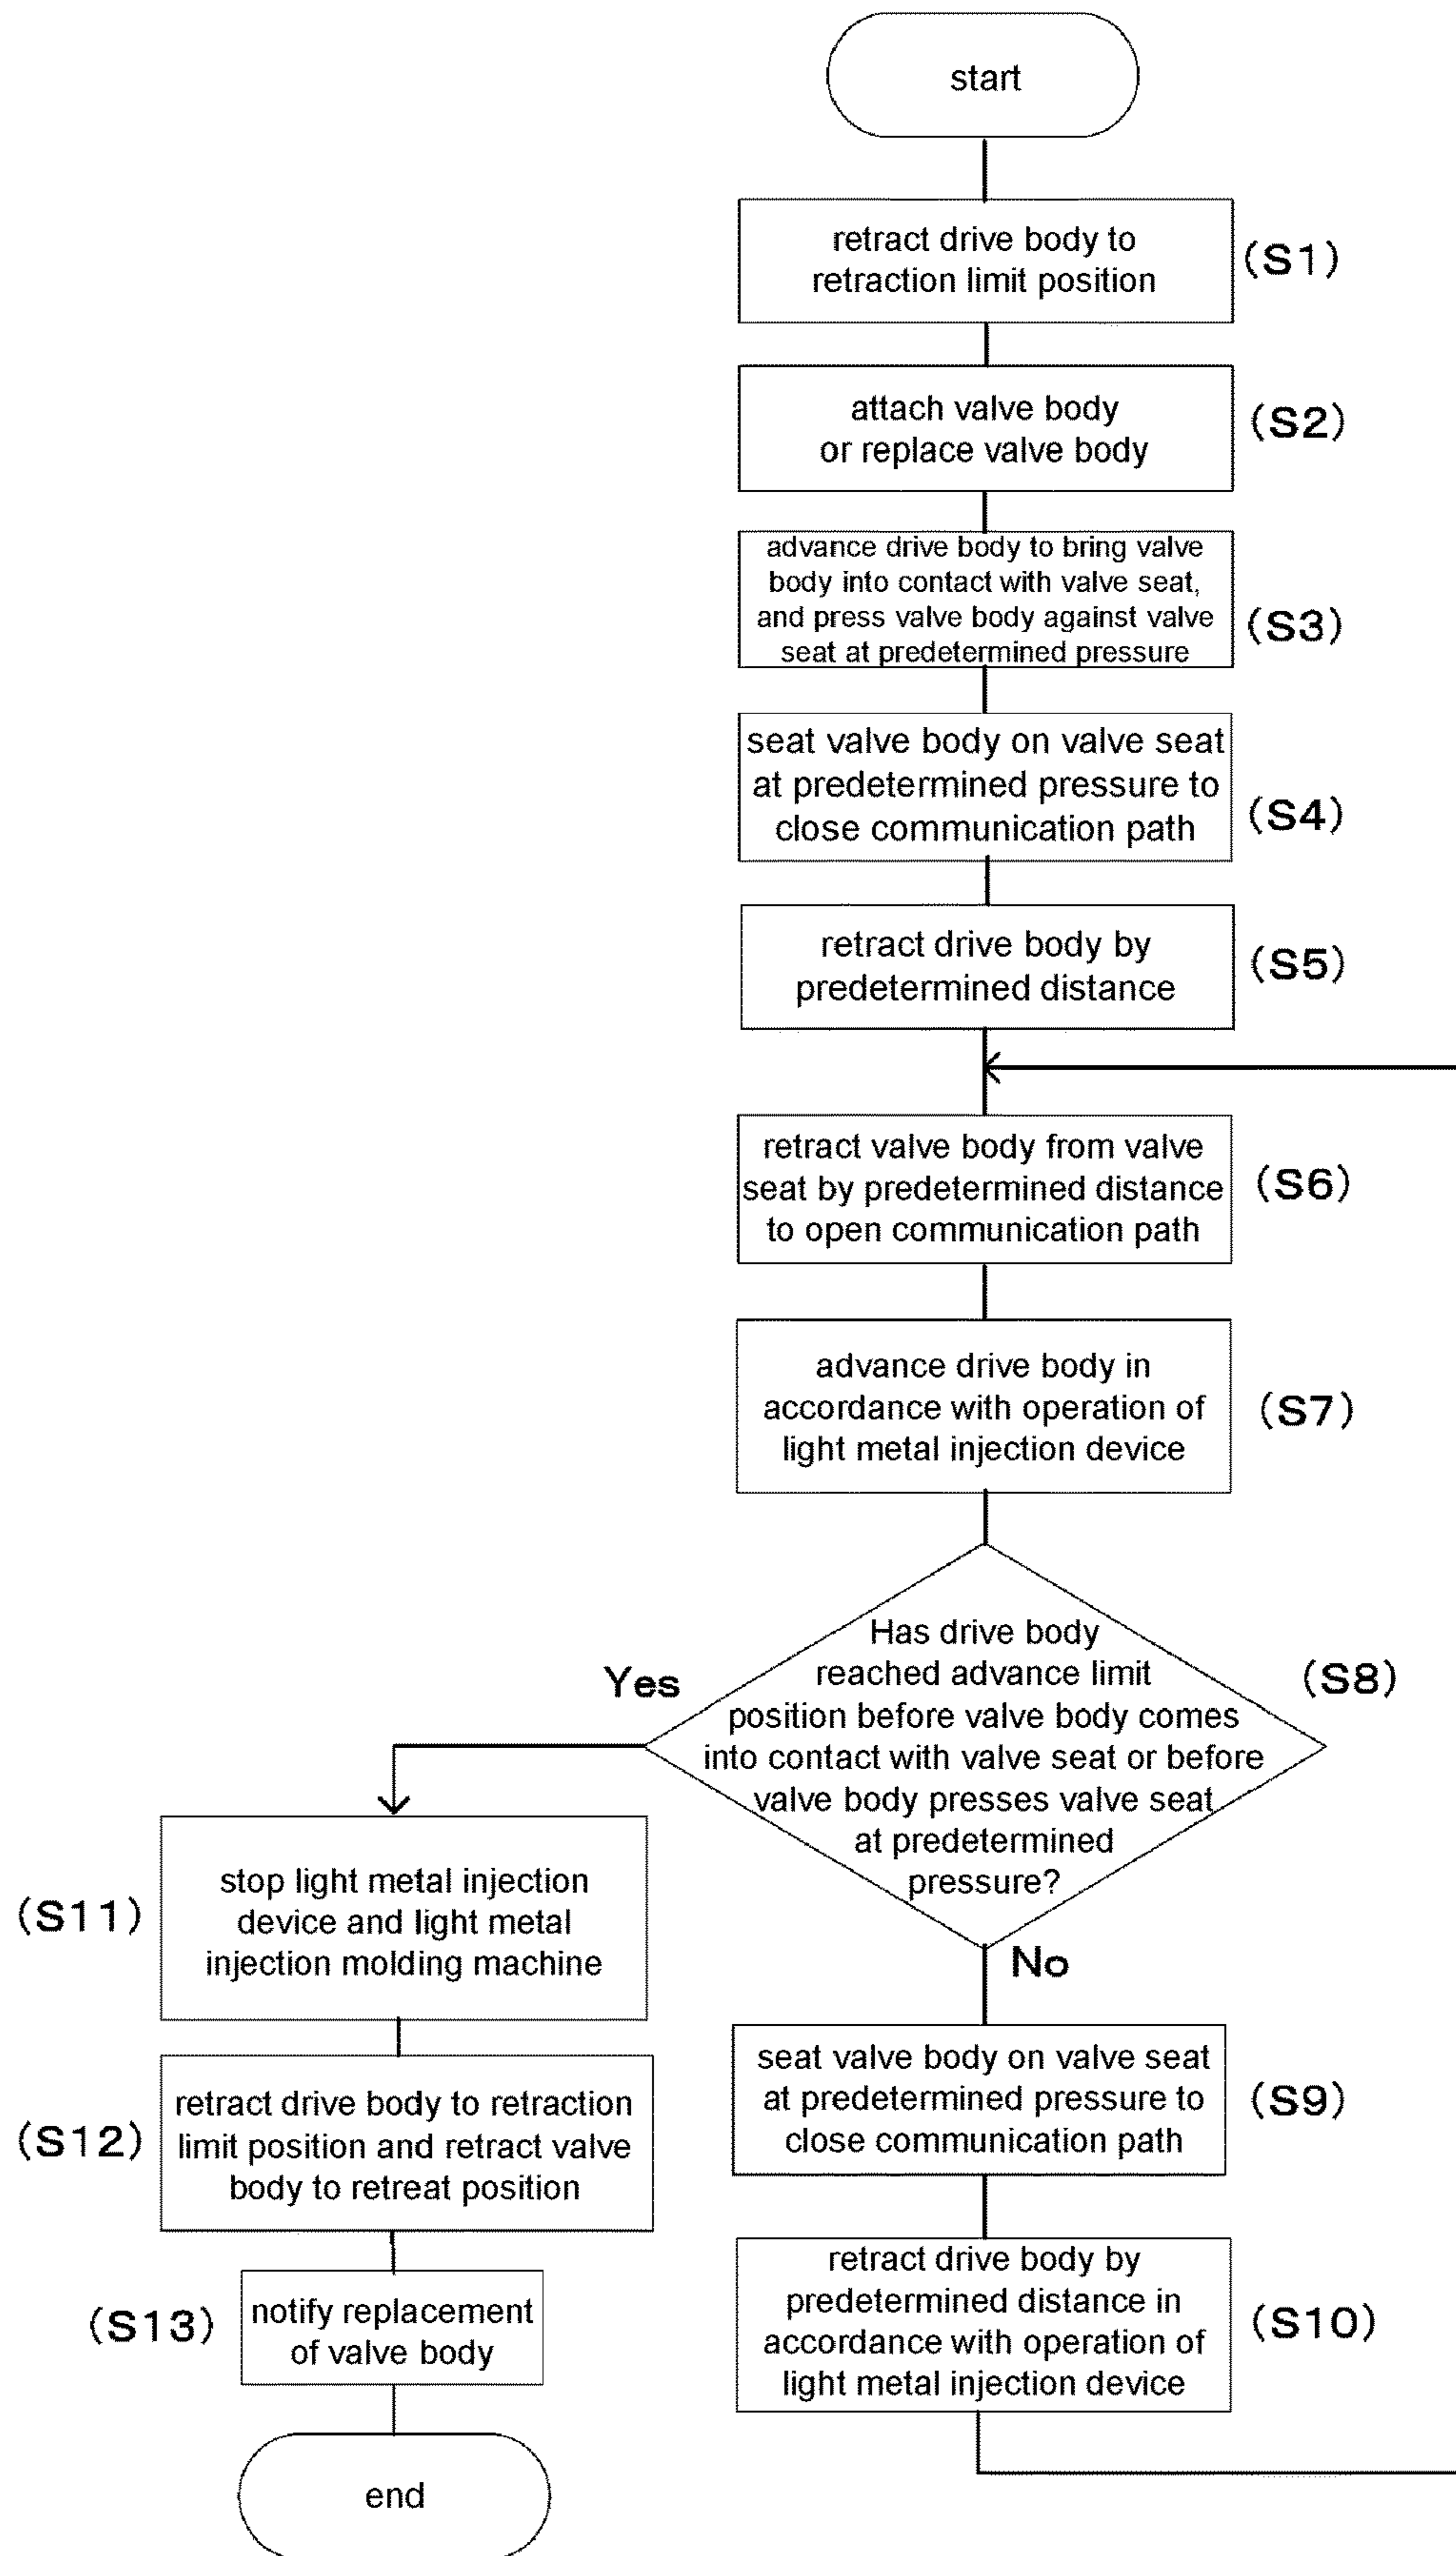 start
retract drive body to
retraction limit position
(S1)
attach valve body
or replace valve body
(S2)
advance drive body to bring valve
body into contact with valve seat,
and press valve body against valve
seat at predetermined pressure
(S3)
seat valve body on valve seat
at predetermined pressure to
close communication path
(S4)
retract drive body by
predetermined distance
(S5)
retract valve body from valve
seat by predetermined distance
to open communication path
(S6)
advance drive body in
accordance with operation of
light metal injection device
(S7)
Has drive body
reached advance limit
position before valve body comes
into contact with valve seat or before
valve body presses valve seat
at predetermined
pressure?
(S8)
Yes
No
stop light metal injection
device and light metal
injection molding machine
(S11)
retract drive body to retraction
limit position and retract valve
body to retreat position
(S12)
notify replacement
of valve body
(S13)
end
seat valve body on valve seat
at predetermined pressure to
close communication path
(S9)
retract drive body by
predetermined distance in
accordance with operation of
light metal injection device
(S10)